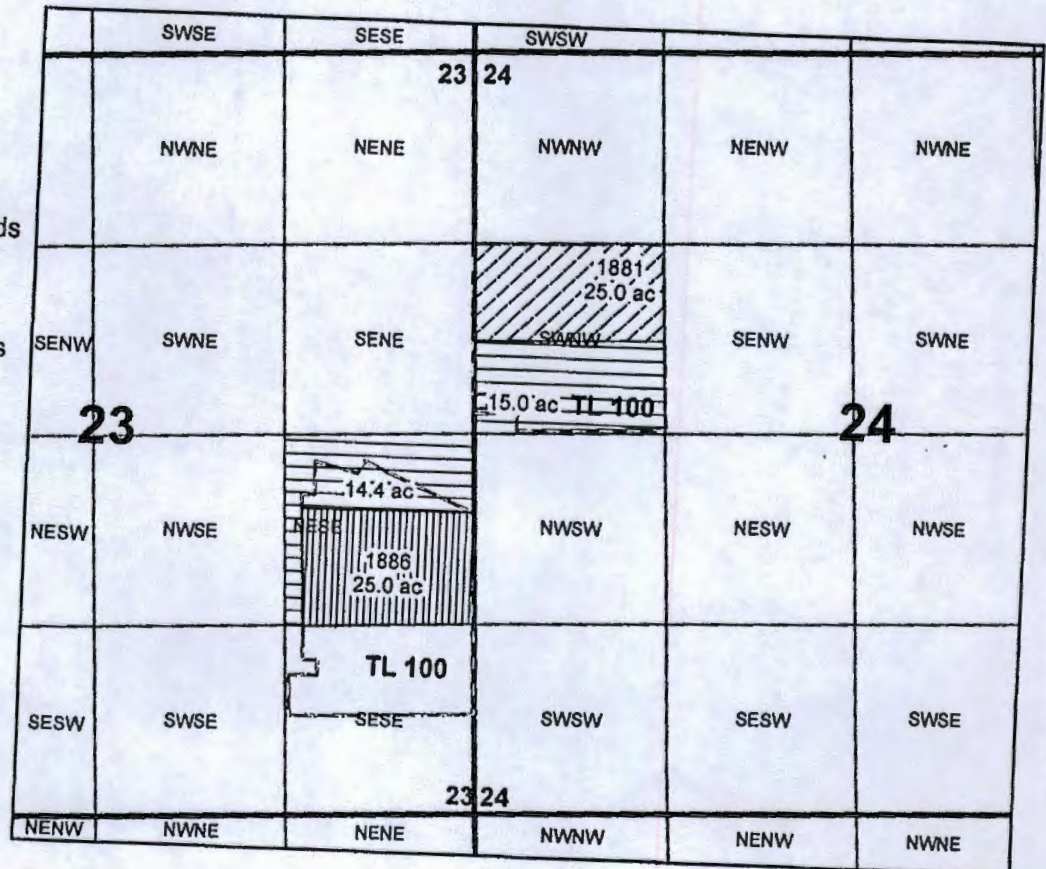 SWSE SESE SWSW
23 24
NWNE NENE NWNW NENW NWNE
1881
25.0 ac
SENW SWNE SENE SWNW SENW SWNE
15.0 ac TL 100
23 24
14.4 ac
NESW NWSE NESE NWSW NESW NWSE
1886
25.0 ac
TL 100
SESW SWSE SESE SWSW SESW SWSE
23 24
NENW NWNE NENE NWNW NENW NWNE